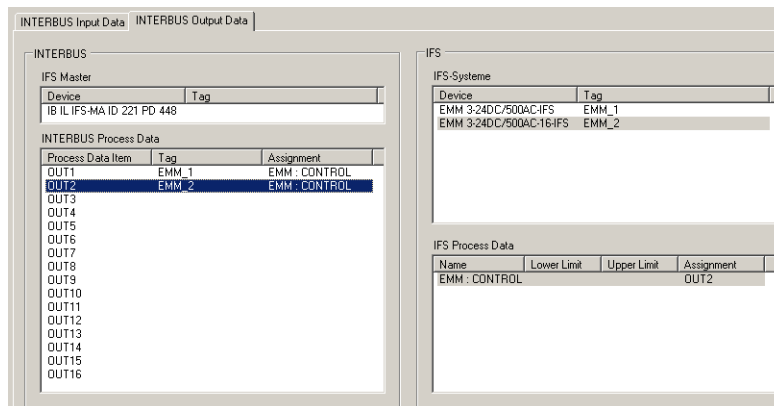 INTERBUS Input Data INTERBUS Output Data
INTERBUS
IFS Master
Device Tag
IB IL IFS-MA ID 221 PD 448
INTERBUS Process Data
Process Data Item Tag Assignment
OUT1 EMM_1 EMM : CONTROL
OUT2 EMM_2 EMM : CONTROL
OUT3
OUT4
OUT5
OUT6
OUT7
OUT8
OUT9
OUT10
OUT11
OUT12
OUT13
OUT14
OUT15
OUT16
IFS
IFS-Systeme
Device Tag
EMM 3-24DC/500AC-IFS EMM_1
EMM 3-24DC/500AC-16-IFS EMM_2
IFS Process Data
Name Lower Limit Upper Limit Assignment
EMM : CONTROL OUT2